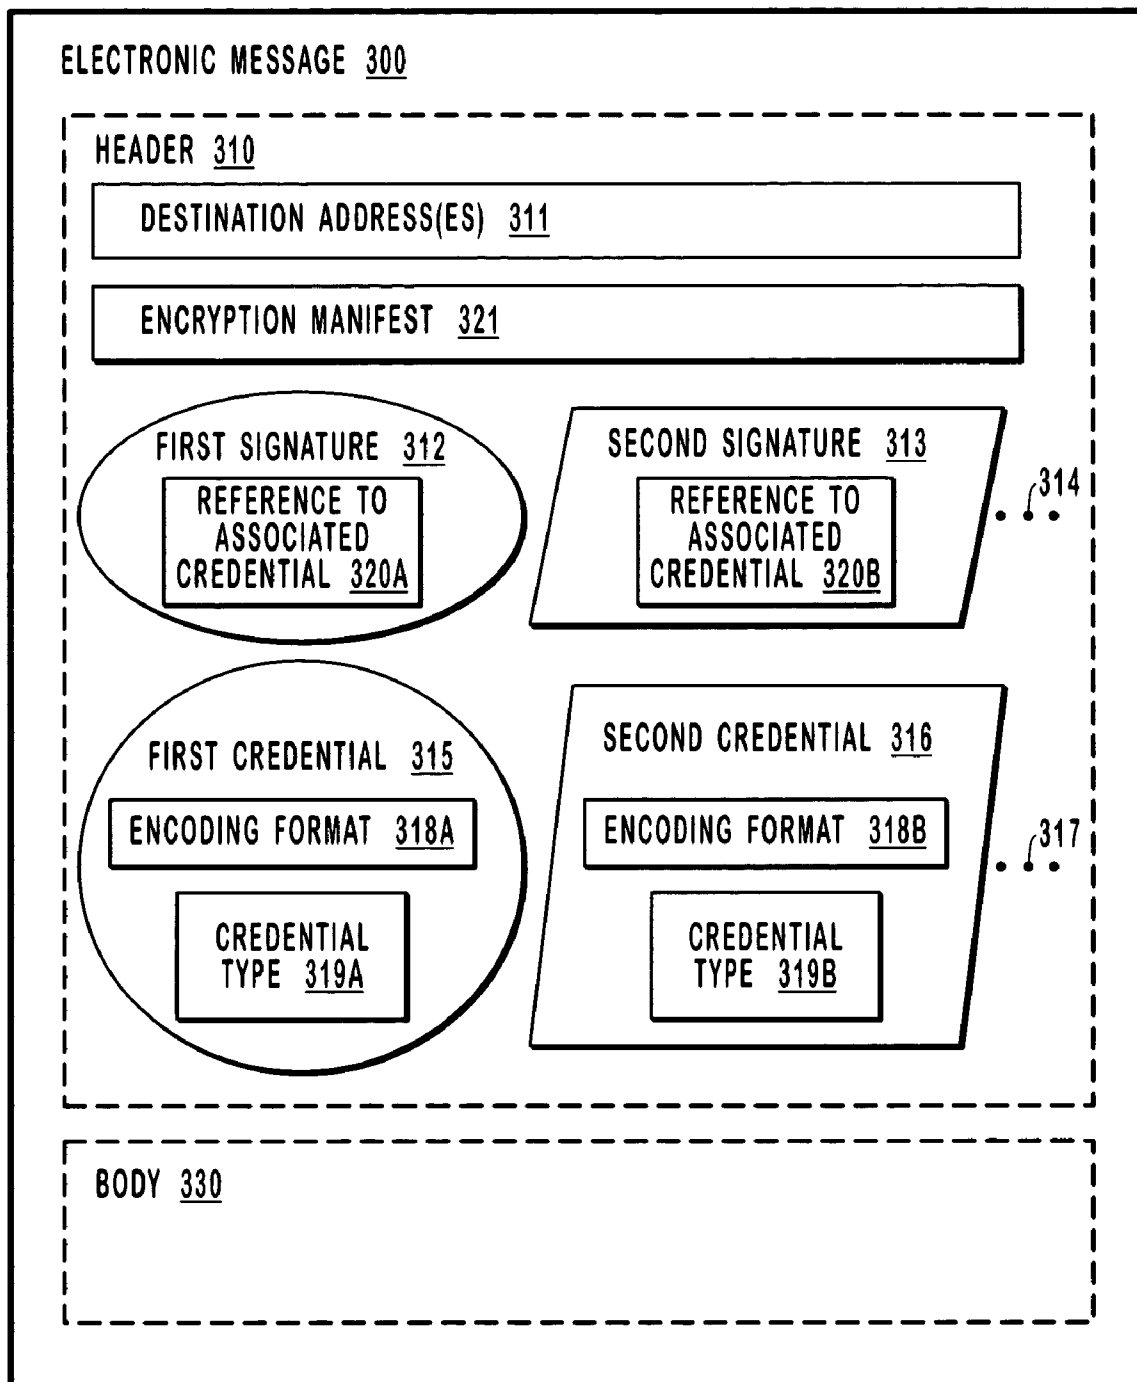 ELECTRONIC MESSAGE 300
HEADER 310
DESTINATION ADDRESS(ES) 311
ENCRYPTION MANIFEST 321
FIRST SIGNATURE 312
REFERENCE TO
ASSOCIATED
CREDENTIAL 320A
SECOND SIGNATURE 313
REFERENCE TO
ASSOCIATED
CREDENTIAL 320B
314
FIRST CREDENTIAL 315
ENCODING FORMAT 318A
CREDENTIAL
TYPE 319A
SECOND CREDENTIAL 316
ENCODING FORMAT 318B
CREDENTIAL
TYPE 319B
317
BODY 330